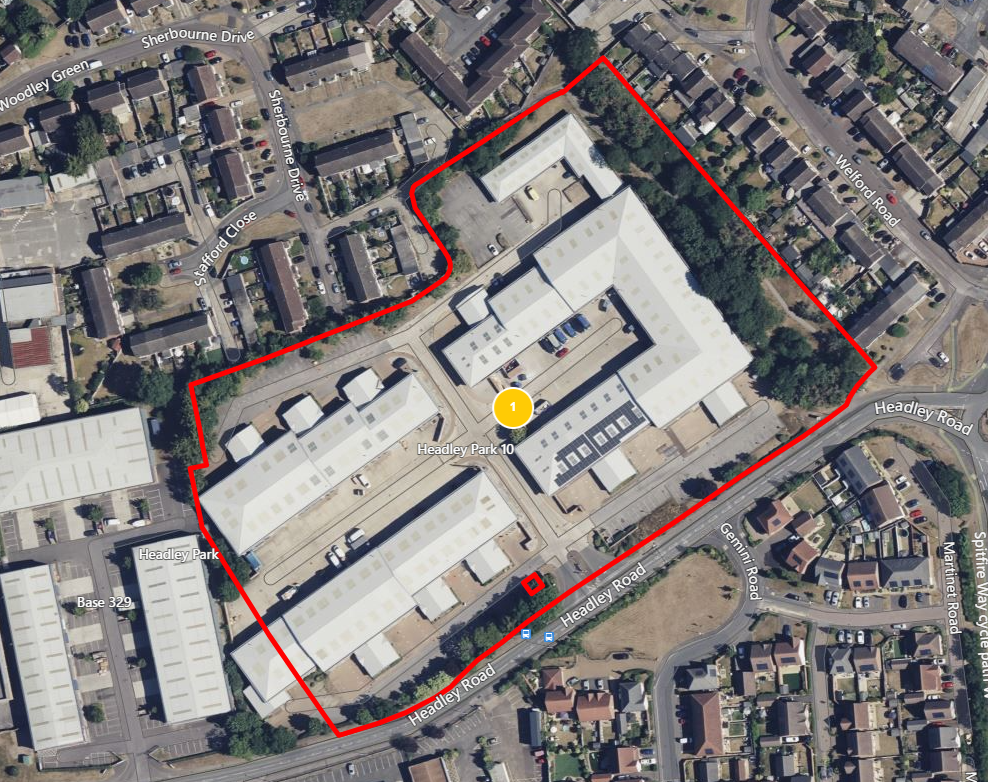 Sherbourne Drive
Woodley Green
Sherbourne Drive
Welford Road
Stafford Close
1
Headley Road
Headley Park 10
Headley Park
Gemini Road
Base 329
Headley Road
Martinet Road
Spitfire Way cycle path
Headley Road